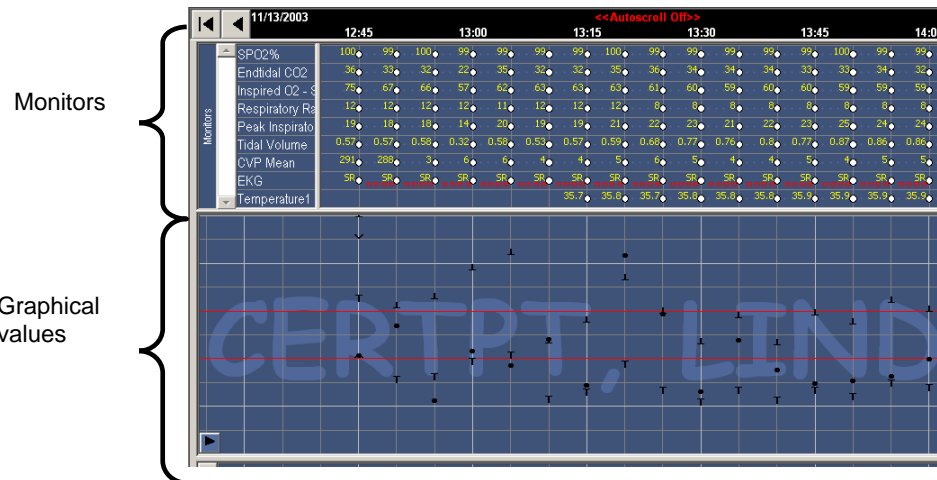 11/13/2003 <<Autoscroll Off>>
12:45 13:00 13:15 13:30 13:45 14:0
Monitors
Monitors
SPO2% 100 99 100 99 99 99 99 100 99 99 99 99 99 100 99 99
Endtidal CO2 36 33 32 22 35 32 32 35 36 34 34 34 33 33 34 32
Inspired O2 - S 75 67 66 57 62 63 63 63 61 60 59 60 60 59 59 59
Respiratory Ra 12 12 12 12 11 12 12 12 8 8 8 8 8 8 8 8
Peak Inspirato 19 18 18 14 20 19 19 21 22 23 21 22 23 25 24 24
Tidal Volume 0.57 0.57 0.58 0.32 0.58 0.53 0.57 0.59 0.68 0.77 0.76 0.8 0.77 0.87 0.86 0.86
CVP Mean 291 288 3 6 6 4 4 5 6 5 4 4 5 4 5 5
EKG SR SR SR SR SR SR SR SR SR SR SR SR SR SR SR SR
Temperature1 35.7 35.8 35.8 35.8 35.8 35.8 35.9 35.9 35.9 35.9
Graphical
values
CERTPT, LIND